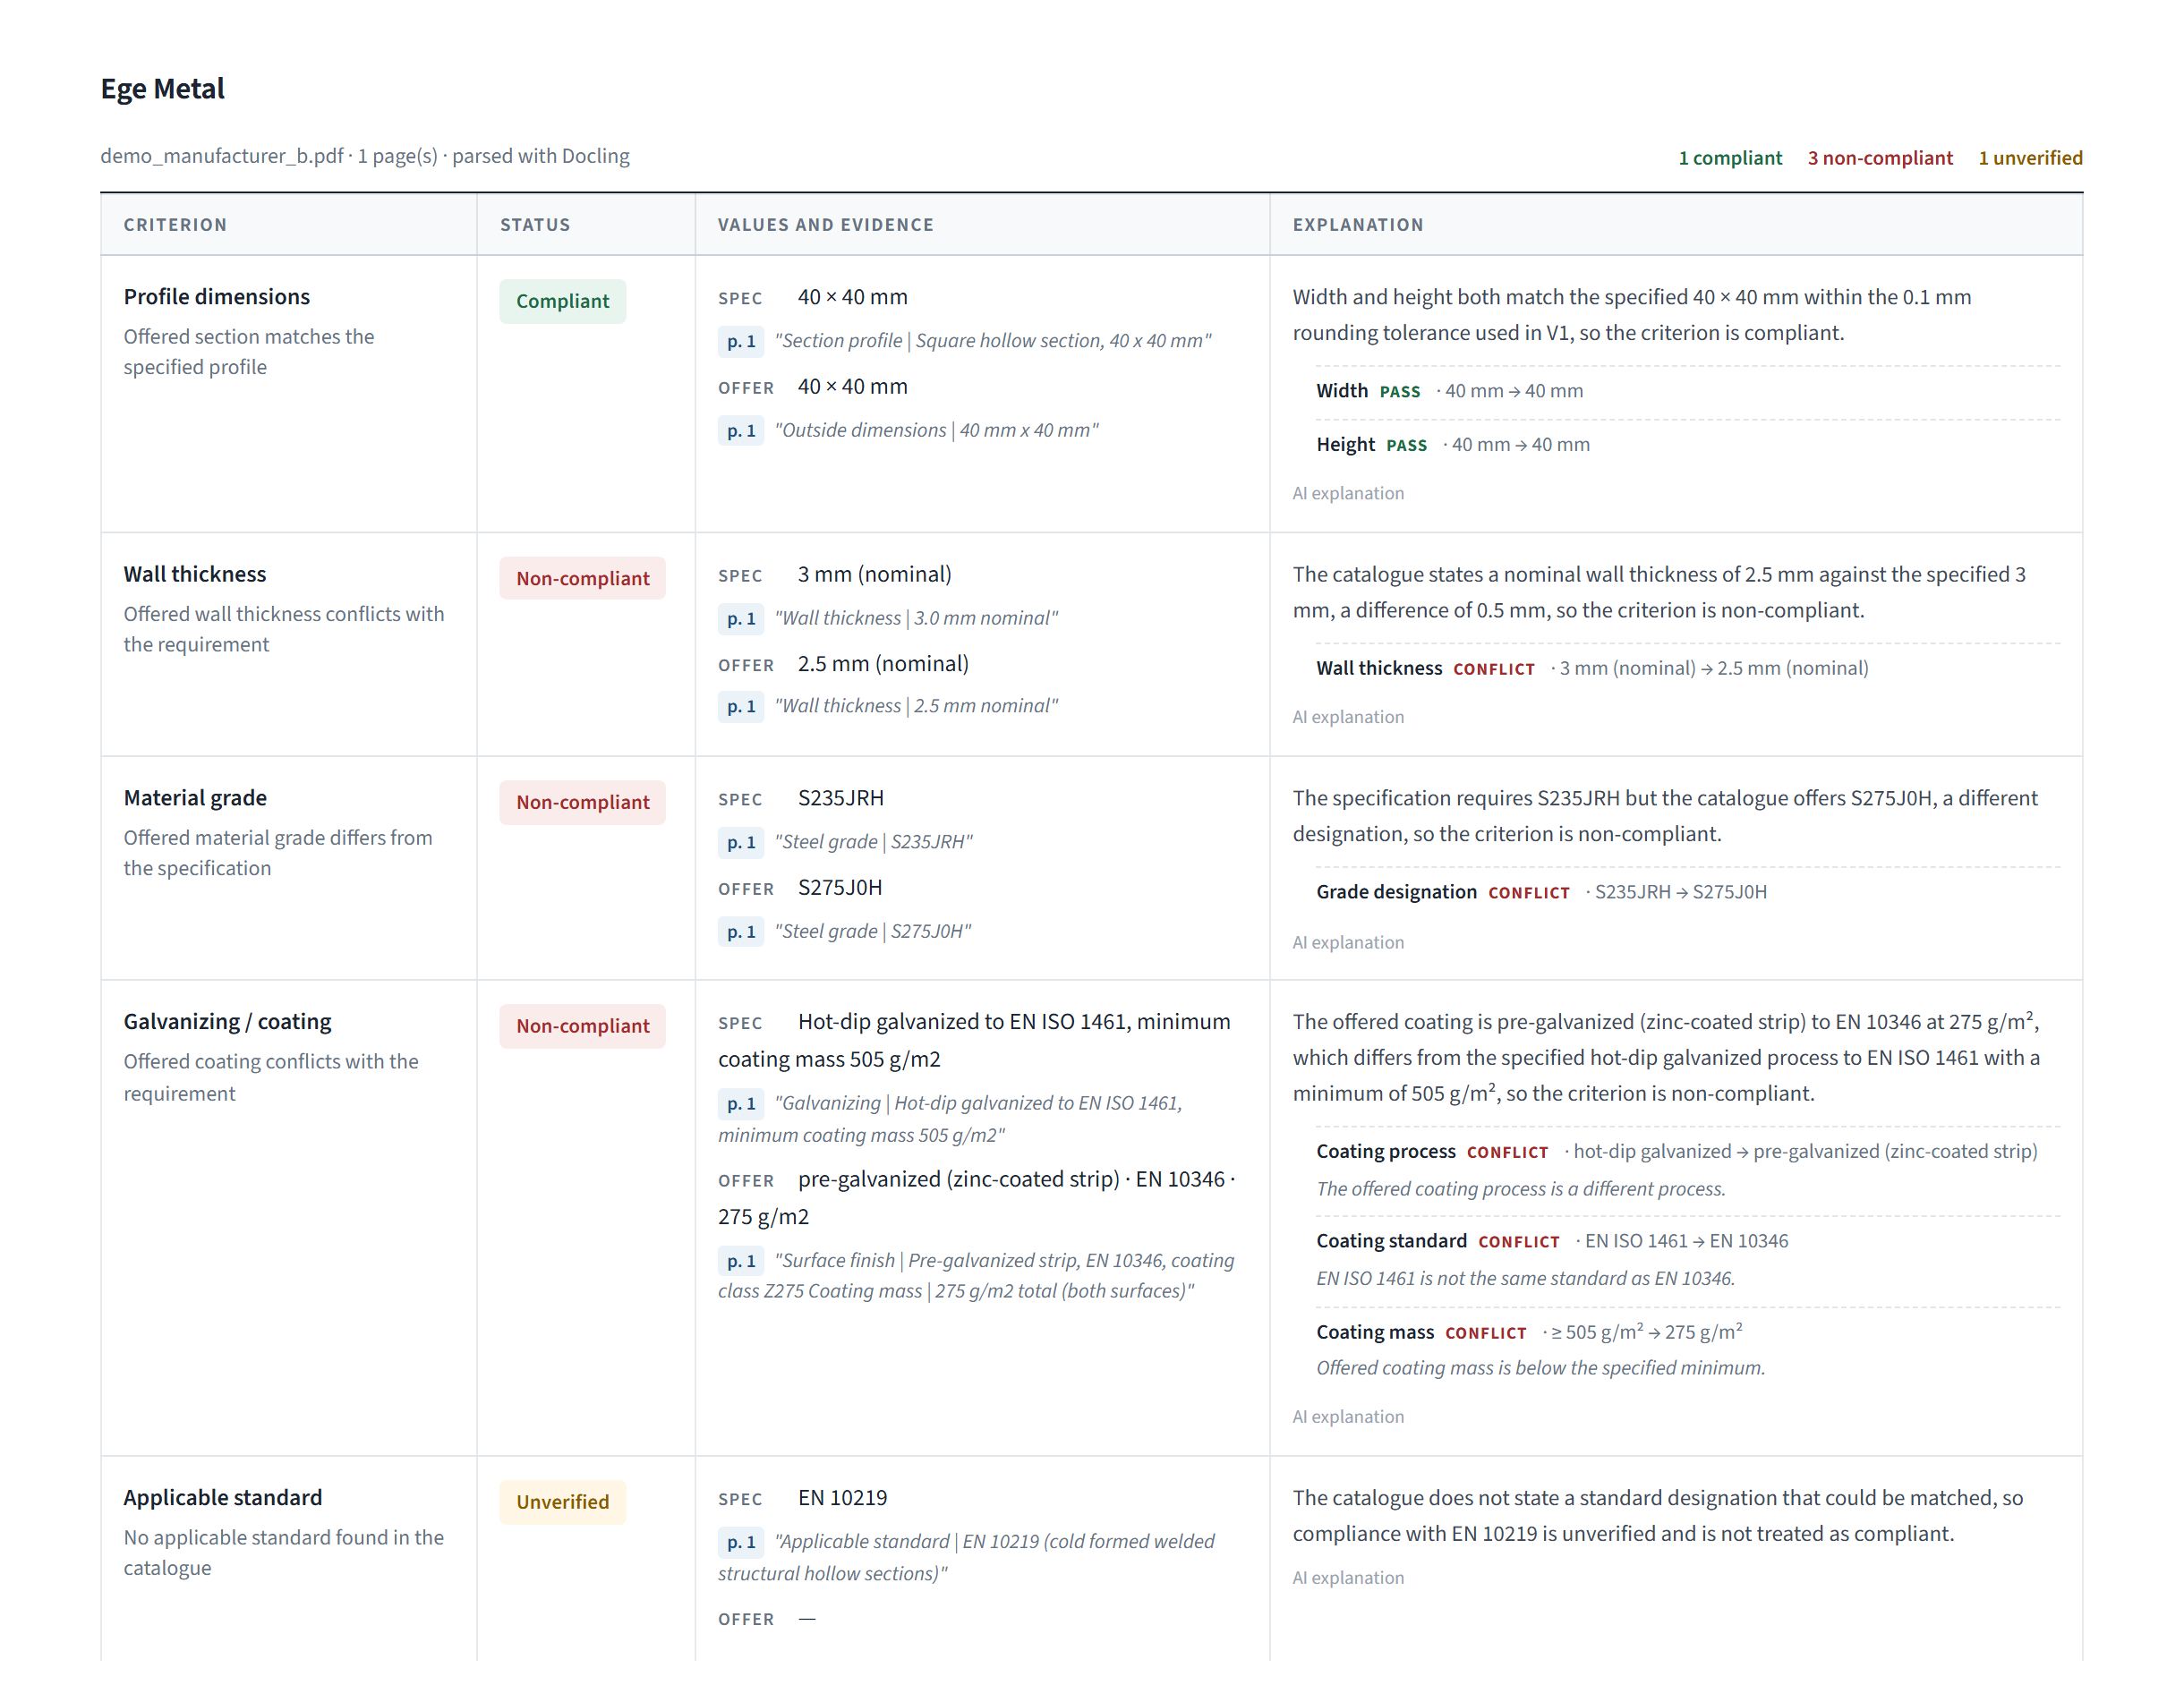 Ege Metal
demo_manufacturer_b.pdf · 1 page(s) · parsed with Docling
1 compliant 3 non-compliant 1 unverified
CRITERION STATUS VALUES AND EVIDENCE EXPLANATION
Profile dimensions
Offered section matches the
specified profile
Compliant
SPEC 40 × 40 mm
p. 1 "Section profile | Square hollow section, 40 x 40 mm"
OFFER 40 × 40 mm
p. 1 "Outside dimensions | 40 mm x 40 mm"
Width and height both match the specified 40 × 40 mm within the 0.1 mm
rounding tolerance used in V1, so the criterion is compliant.
Width PASS · 40 mm → 40 mm
Height PASS · 40 mm → 40 mm
AI explanation
Wall thickness
Offered wall thickness conflicts with
the requirement
Non-compliant
SPEC 3 mm (nominal)
p. 1 "Wall thickness | 3.0 mm nominal"
OFFER 2.5 mm (nominal)
p. 1 "Wall thickness | 2.5 mm nominal"
The catalogue states a nominal wall thickness of 2.5 mm against the specified 3
mm, a difference of 0.5 mm, so the criterion is non-compliant.
Wall thickness CONFLICT · 3 mm (nominal) → 2.5 mm (nominal)
AI explanation
Material grade
Offered material grade differs from
the specification
Non-compliant
SPEC S235JRH
p. 1 "Steel grade | S235JRH"
OFFER S275J0H
p. 1 "Steel grade | S275J0H"
The specification requires S235JRH but the catalogue offers S275J0H, a different
designation, so the criterion is non-compliant.
Grade designation CONFLICT · S235JRH → S275J0H
AI explanation
Galvanizing / coating
Offered coating conflicts with the
requirement
Non-compliant
SPEC Hot-dip galvanized to EN ISO 1461, minimum
coating mass 505 g/m2
p. 1 "Galvanizing | Hot-dip galvanized to EN ISO 1461,
minimum coating mass 505 g/m2"
OFFER pre-galvanized (zinc-coated strip) · EN 10346 ·
275 g/m2
p. 1 "Surface finish | Pre-galvanized strip, EN 10346, coating
class Z275 Coating mass | 275 g/m2 total (both surfaces)"
The offered coating is pre-galvanized (zinc-coated strip) to EN 10346 at 275 g/m²,
which differs from the specified hot-dip galvanized process to EN ISO 1461 with a
minimum of 505 g/m², so the criterion is non-compliant.
Coating process CONFLICT · hot-dip galvanized → pre-galvanized (zinc-coated strip)
The offered coating process is a different process.
Coating standard CONFLICT · EN ISO 1461 → EN 10346
EN ISO 1461 is not the same standard as EN 10346.
Coating mass CONFLICT · ≥ 505 g/m² → 275 g/m²
Offered coating mass is below the specified minimum.
AI explanation
Applicable standard
No applicable standard found in the
catalogue
Unverified
SPEC EN 10219
p. 1 "Applicable standard | EN 10219 (cold formed welded
structural hollow sections)"
OFFER —
The catalogue does not state a standard designation that could be matched, so
compliance with EN 10219 is unverified and is not treated as compliant.
AI explanation